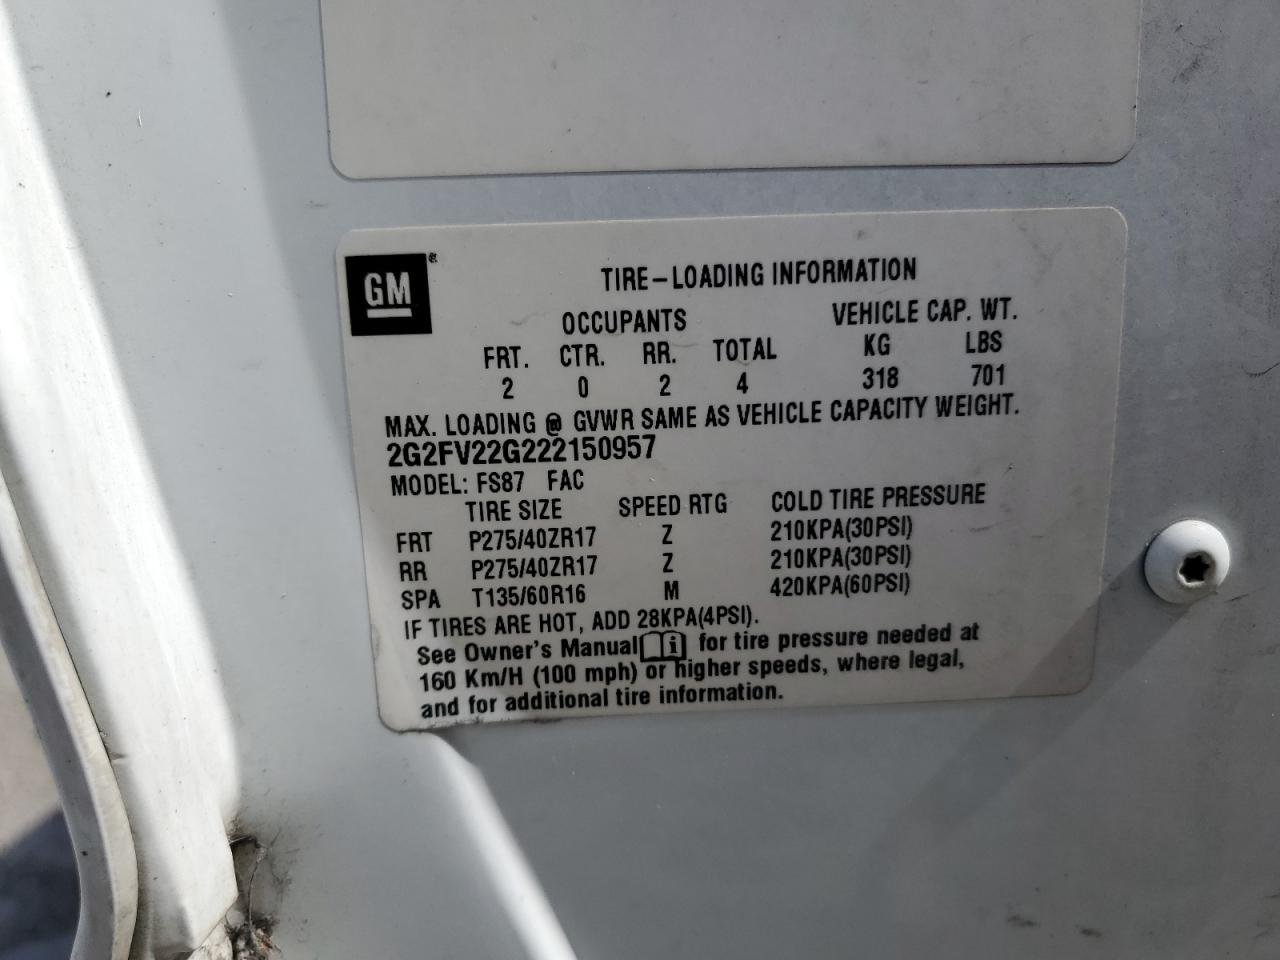 GM®
TIRE-LOADING INFORMATION
OCCUPANTS VEHICLE CAP. WT.
FRT. CTR. RR. TOTAL KG LBS
2 0 2 4 318 701
MAX. LOADING @ GVWR SAME AS VEHICLE CAPACITY WEIGHT.
2G2FV22G222150957
MODEL: FS87 FAC
TIRE SIZE SPEED RTG COLD TIRE PRESSURE
FRT P275/40ZR17 Z 210KPA(30PSI)
RR P275/40ZR17 Z 210KPA(30PSI)
SPA T135/60R16 M 420KPA(60PSI)
IF TIRES ARE HOT, ADD 28KPA(4PSI).
See Owner's Manual i for tire pressure needed at
160 Km/H (100 mph) or higher speeds, where legal,
and for additional tire information.